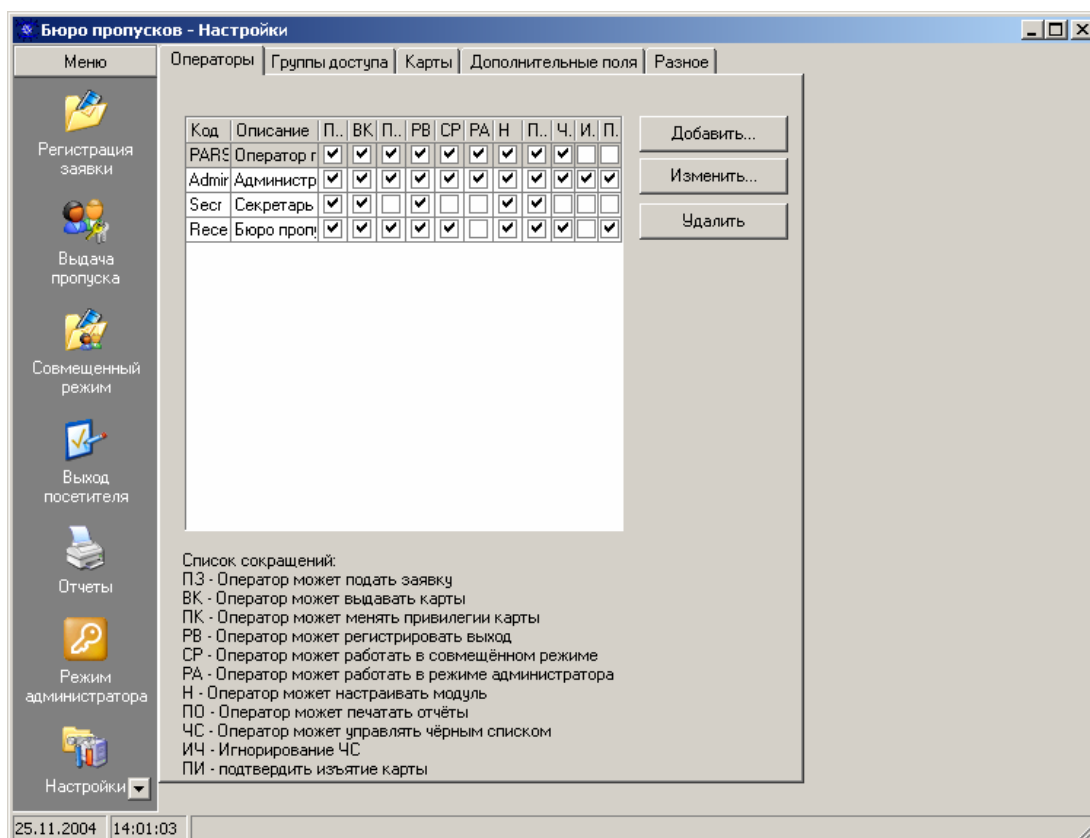 Бюро пропусков - Настройки
Меню
Регистрация
заявки
Выдача
пропуска
Совмещенный
режим
Выход
посетителя
Отчеты
Режим
администратора
Настройки
Операторы Группы доступа Карты Дополнительные поля Разное
Код Описание П.. ВК П.. РВ СР РА Н П.. Ч. И. П.
PARS Оператор п
Admir Администр
Secr Секретарь
Rece Бюро пропу
Добавить...
Изменить...
Удалить
Список сокращений:
ПЗ - Оператор может подать заявку
ВК - Оператор может выдавать карты
ПК - Оператор может менять привилегии карты
РВ - Оператор может регистрировать выход
СР - Оператор может работать в совмещённом режиме
РА - Оператор может работать в режиме администратора
Н - Оператор может настраивать модуль
ПО - Оператор может печатать отчёты
ЧС - Оператор может управлять чёрным списком
ИЧ - Игнорирование ЧС
ПИ - подтвердить изъятие карты
25.11.2004 14:01:03